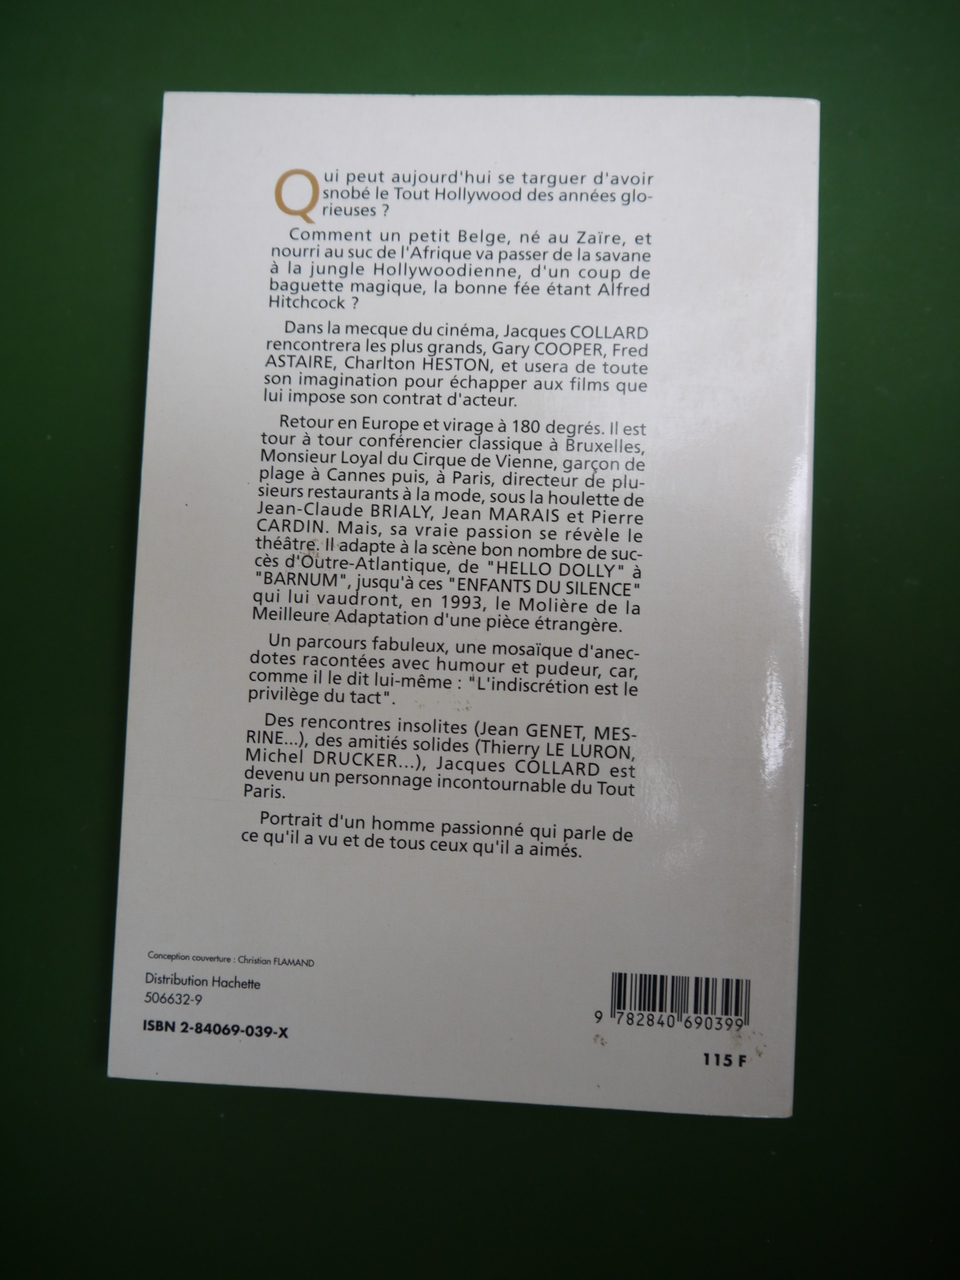 Qui peut aujourd'hui se targuer d'avoir
snobé le Tout Hollywood des années glo-
rieuses ?
Comment un petit Belge, né au Zaïre, et
nourri au suc de l'Afrique va passer de la savane
à la jungle Hollywoodienne, d'un coup de
baguette magique, la bonne fée étant Alfred
Hitchcock ?
Dans la mecque du cinéma, Jacques COLLARD
rencontrera les plus grands, Gary COOPER, Fred
ASTAIRE, Charlton HESTON, et usera de toute
son imagination pour échapper aux films que
lui impose son contrat d'acteur.
Retour en Europe et virage à 180 degrés. Il est
tour à tour conférencier classique à Bruxelles,
Monsieur Loyal du Cirque de Vienne, garçon de
plage à Cannes puis, à Paris, directeur de plu-
sieurs restaurants à la mode, sous la houlette de
Jean-Claude BRIALY, Jean MARAIS et Pierre
CARDIN. Mais, sa vraie passion se révèle le
théâtre. Il adapte à la scène bon nombre de suc-
cès d'Outre-Atlantique, de "HELLO DOLLY" à
"BARNUM", jusqu'à ces "ENFANTS DU SILENCE"
qui lui vaudront, en 1993, le Molière de la
Meilleure Adaptation d'une pièce étrangère.
Un parcours fabuleux, une mosaïque d'anec-
dotes racontées avec humour et pudeur, car,
comme il le dit lui-même : "L'indiscrétion est le
privilège du tact".
Des rencontres insolites (Jean GENET, MES-
RINE...), des amitiés solides (Thierry LE LURON,
Michel DRUCKER...), Jacques COLLARD est
devenu un personnage incontournable du Tout
Paris.
Portrait d'un homme passionné qui parle de
ce qu'il a vu et de tous ceux qu'il a aimés.
Conception couverture : Christian FLAMAND
Distribution Hachette
506632-9
ISBN 2-84069-039-X
9 782840 690399
115 F